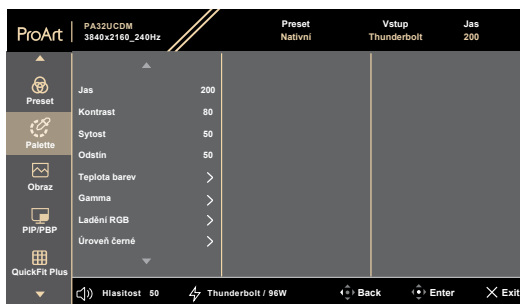 ProArt
PA32UCDM
3840x2160_240Hz
Preset
Nativní
Vstup
Thunderbolt
Jas
200
Preset
Palette
Obraz
PIP/PBP
QuickFit Plus
Jas 200
Kontrast 80
Sytost 50
Odstín 50
Teplota barev
Gamma
Ladění RGB
Úroveň černé
Hlasitost 50
Thunderbolt / 96W
Back
Enter
Exit